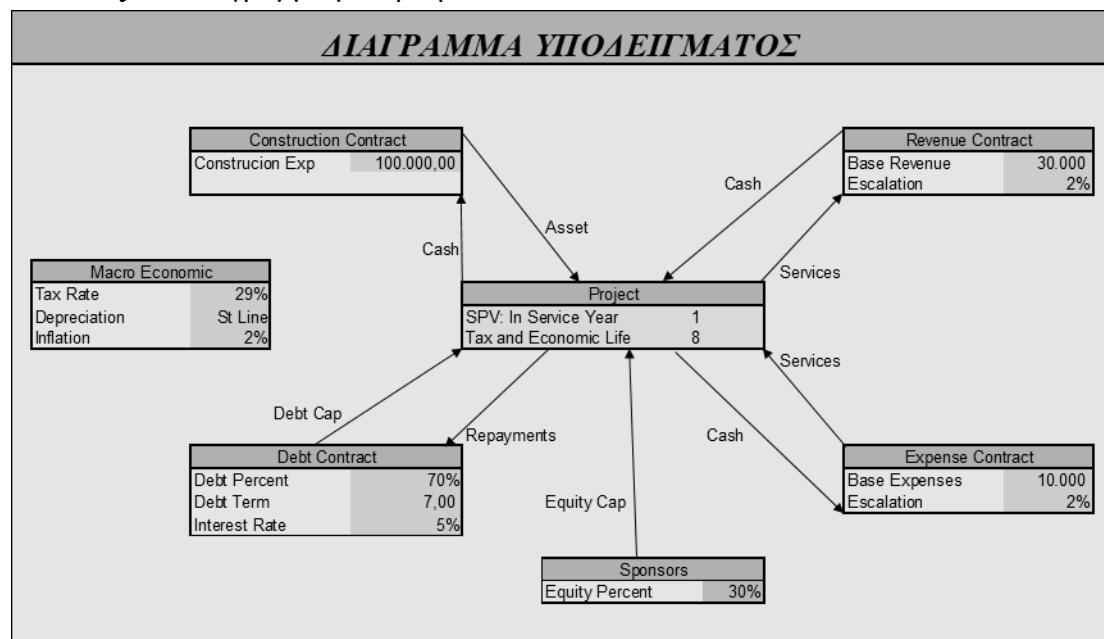 ΔΙΑΓΡΑΜΜΑ ΥΠΟΔΕΙΓΜΑΤΟΣ
Construction Contract
Construcion Exp 100.000,00
Revenue Contract
Base Revenue 30.000
Escalation 2%
Cash
Asset
Cash
Services
Macro Economic
Tax Rate 29%
Depreciation St Line
Inflation 2%
Project
SPV: In Service Year 1
Tax and Economic Life 8
Services
Debt Cap
Repayments
Cash
Debt Contract
Debt Percent 70%
Debt Term 7,00
Interest Rate 5%
Equity Cap
Expense Contract
Base Expenses 10.000
Escalation 2%
Sponsors
Equity Percent 30%